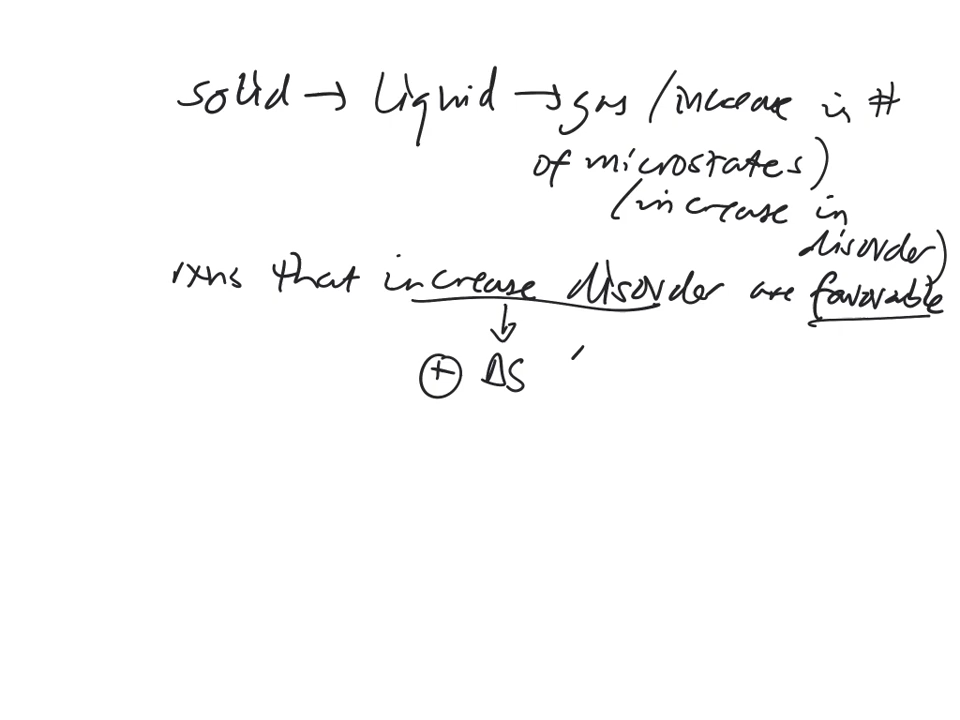 solid → liquid → gas (increase in #
of microstates)
(increase in
disorder)
rxns that increase disorder are favorable
↓
⊕ ΔS